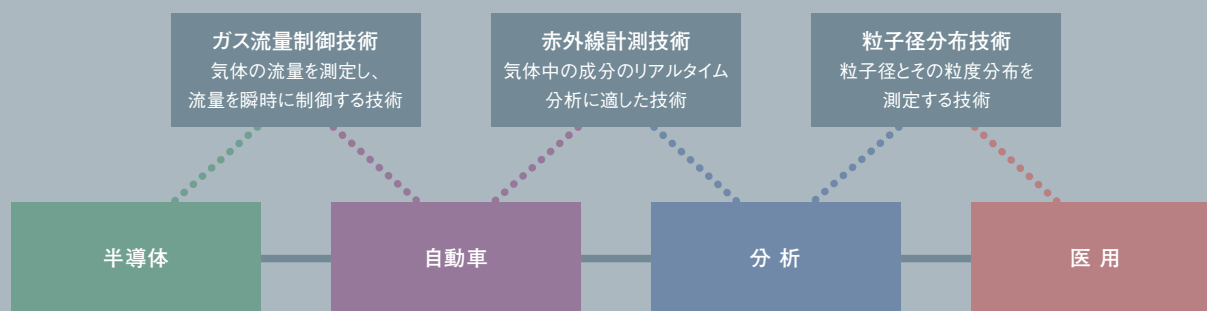 ガス流量制御技術
気体の流量を測定し、
流量を瞬時に制御する技術
赤外線計測技術
気体中の成分のリアルタイム
分析に適した技術
粒子径分布技術
粒子径とその粒度分布を
測定する技術
半導体
自動車
分 析
医 用